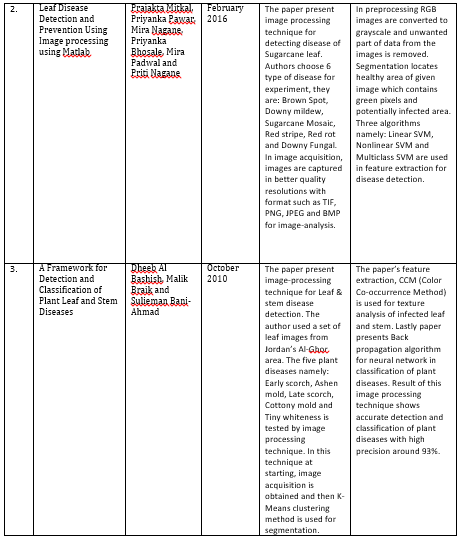 2.
Leaf Disease
Detection and
Prevention Using
Image processing
using Matlab.
Prajakta Mitkal,
Priyanka Pawar,
Mira Nagane,
Priyanka
Bhosale, Mira
Padwal and
Priti Nagane
February
2016
The paper present
image processing
technique for
detecting disease of
Sugarcane leaf.
Authors choose 6
type of disease for
experiment, they
are: Brown Spot,
Downy mildew,
Sugarcane Mosaic,
Red stripe, Red rot
and Downy Fungal.
In image acquisition,
images are captured
in better quality
resolutions with
format such as TIF,
PNG, JPEG and BMP
for image-analysis.
In preprocessing RGB
images are converted to
grayscale and unwanted
part of data from the
images is removed.
Segmentation locates
healthy area of given
image which contains
green pixels and
potentially infected area.
Three algorithms
namely: Linear SVM,
Nonlinear SVM and
Multiclass SVM are used
in feature extraction for
disease detection.
3.
A Framework for
Detection and
Classification of
Plant Leaf and Stem
Diseases
Dheeb Al
Bashish, Malik
Braik and
Sulieman Bani-
Ahmad
October
2010
The paper present
image-processing
technique for Leaf &
stem disease
detection. The
author used a set of
leaf images from
Jordan's Al-Ghor
area. The five plant
diseases namely:
Early scorch, Ashen
mold, Late scorch,
Cottony mold and
Tiny whiteness is
tested by image
processing
technique. In this
technique at
starting, image
acquisition is
obtained and then K-
Means clustering
method is used for
segmentation.
The paper's feature
extraction, CCM (Color
Co-occurrence Method)
is used for texture
analysis of infected leaf
and stem. Lastly paper
presents Back
propagation algorithm
for neural network in
classification of plant
diseases. Result of this
image processing
technique shows
accurate detection and
classification of plant
diseases with high
precision around 93%.